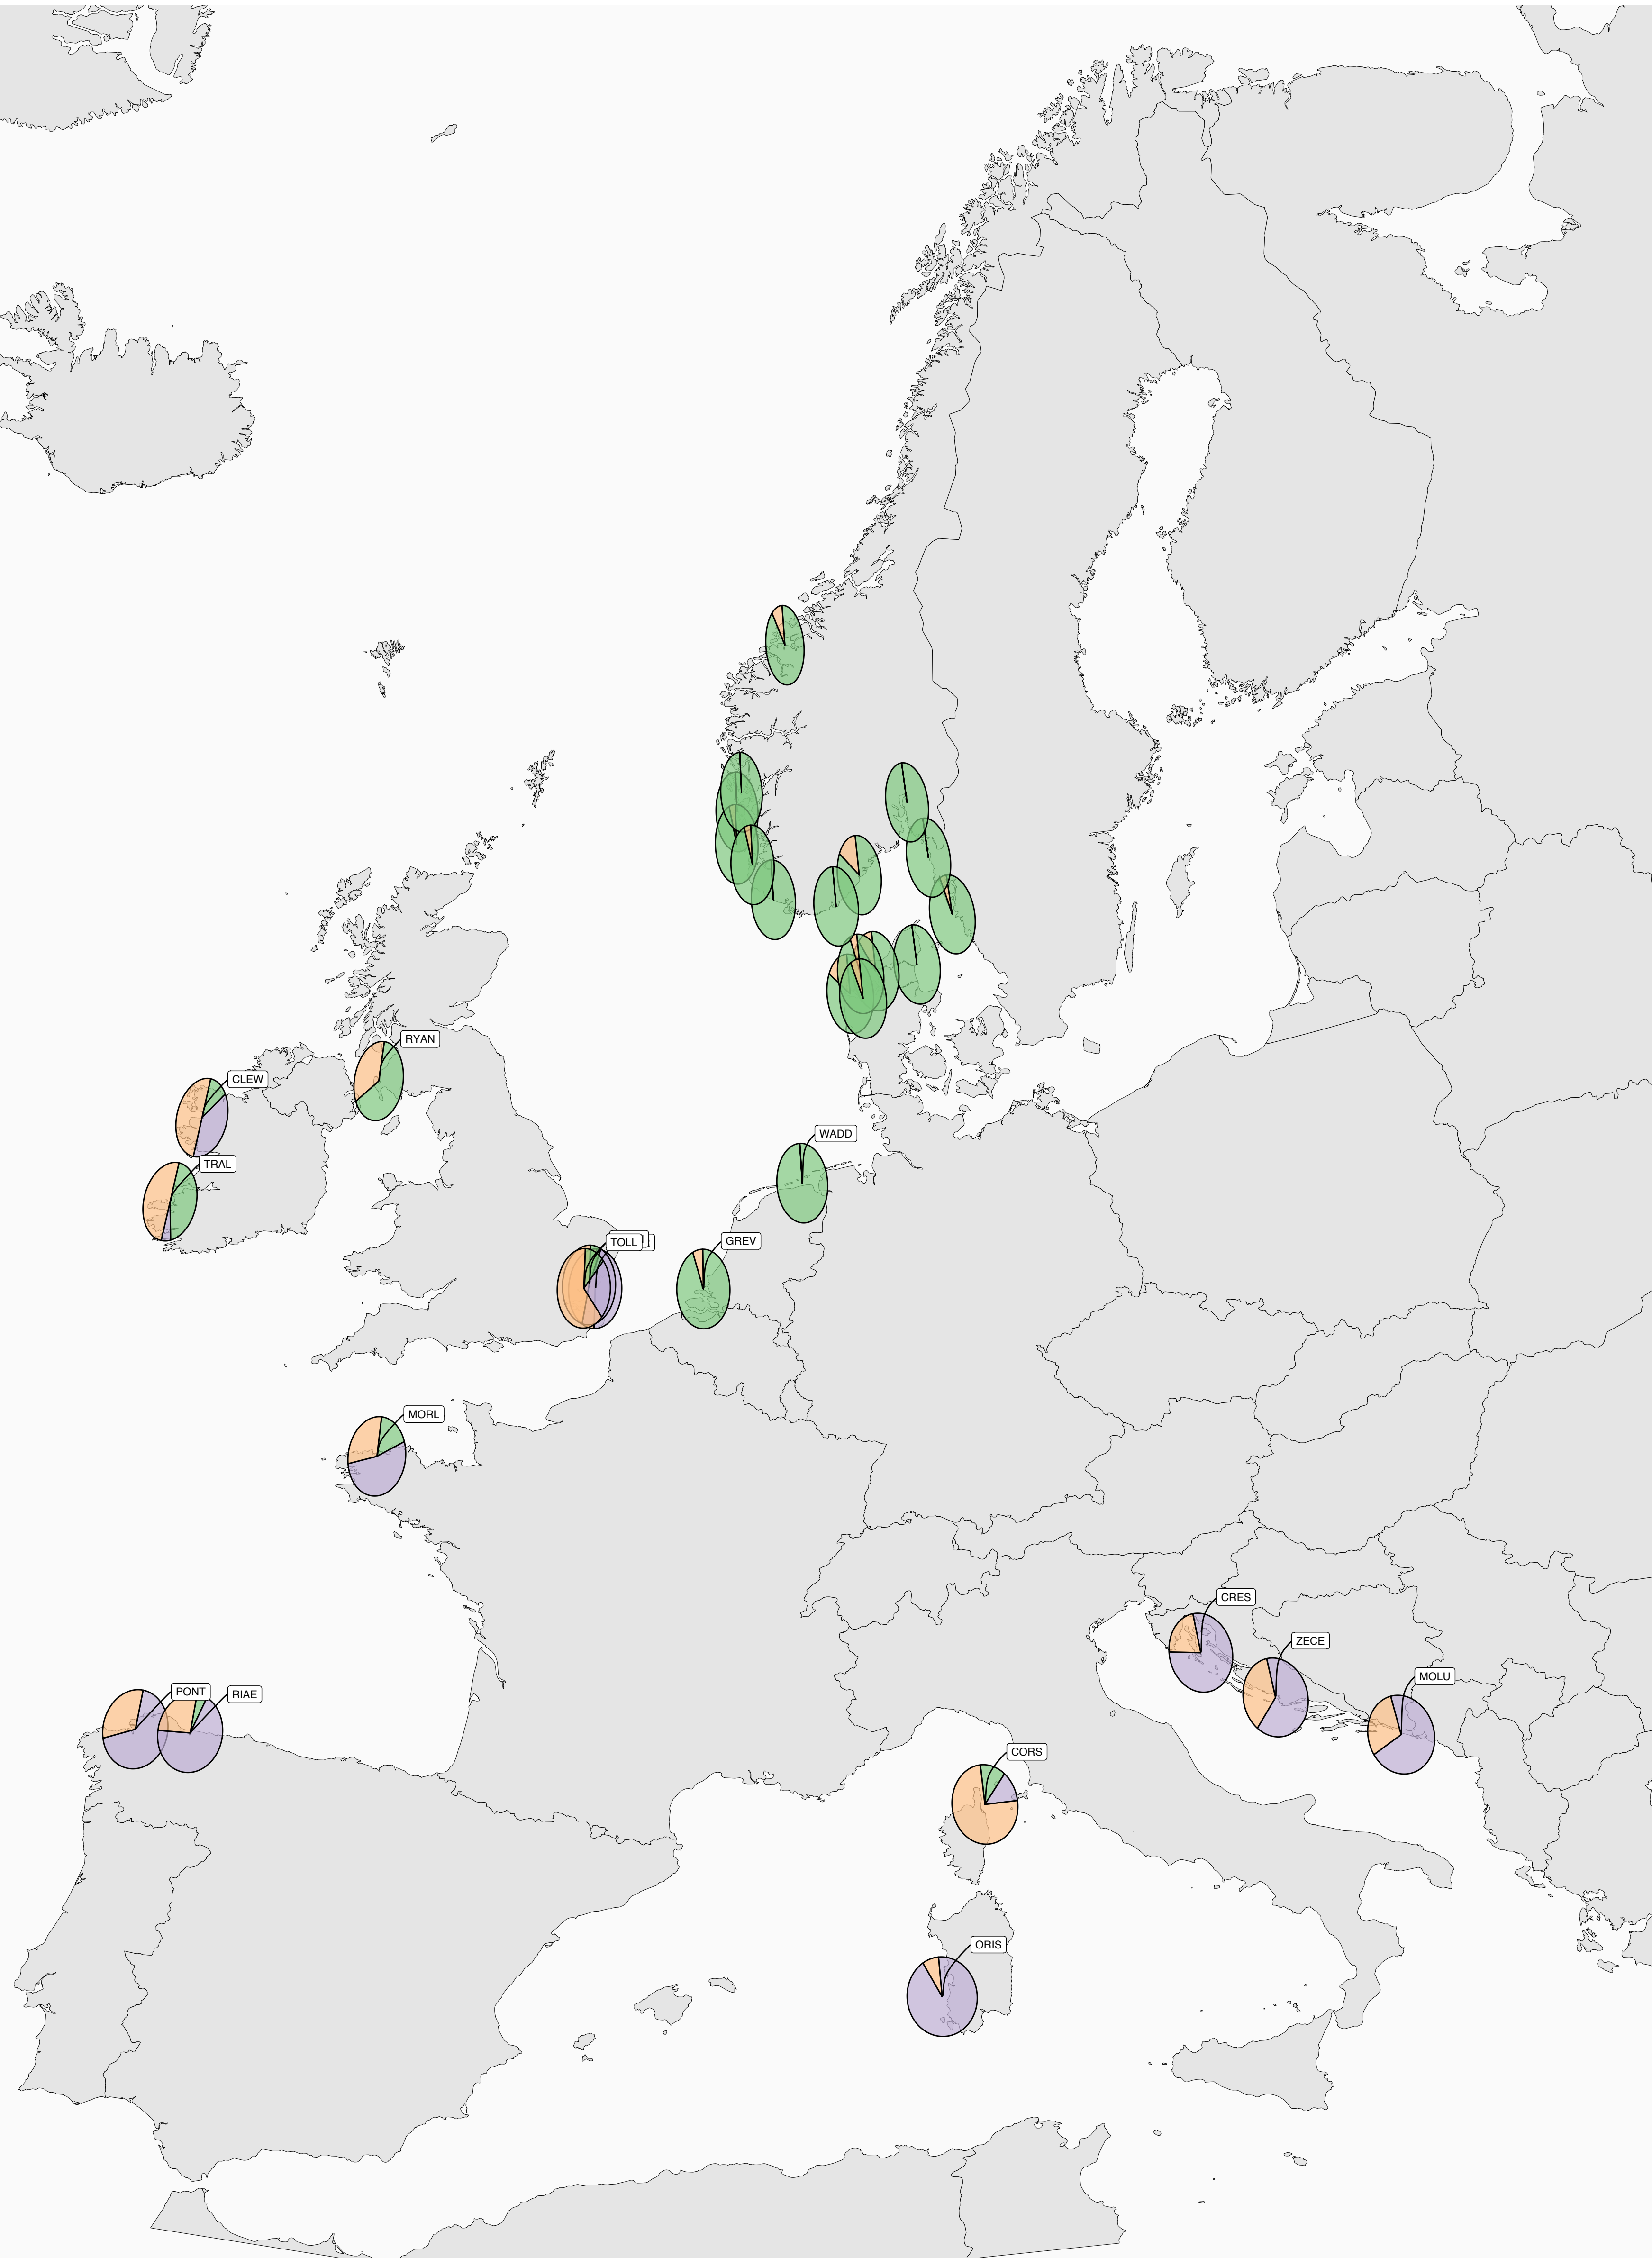 RYAN
CLEW
WADD
TRAL
TOLL
GREV
MORL
CRES
ZECE
MOLU
PONT
RIAE
CORS
ORIS